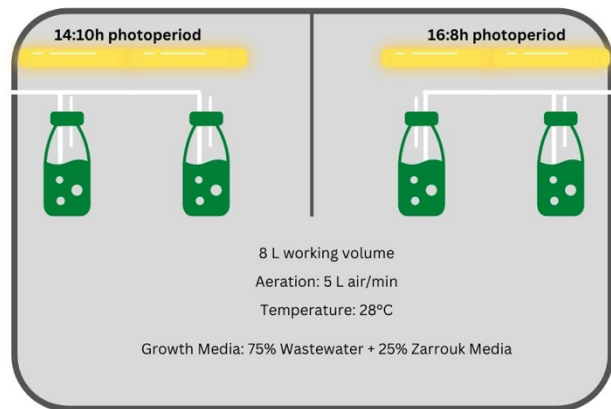 14:10h photoperiod
16:8h photoperiod
8 L working volume
Aeration: 5 L air/min
Temperature: 28°C
Growth Media: 75% Wastewater + 25% Zarrouk Media